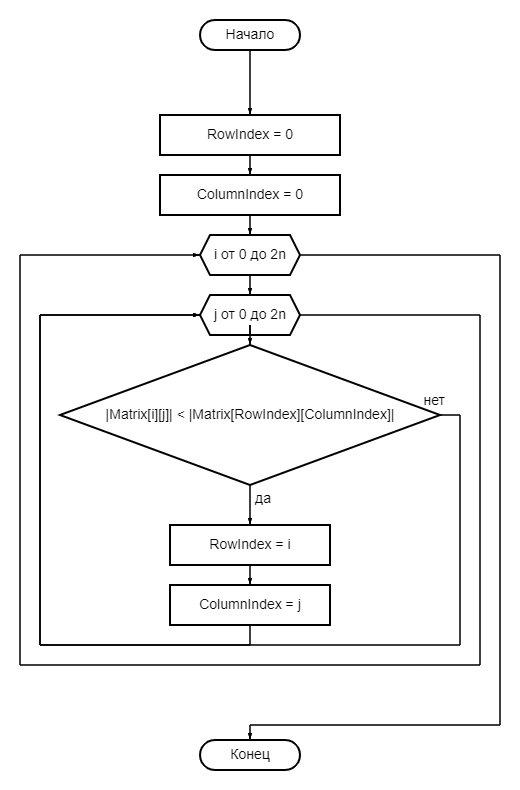 Начало
RowIndex = 0
ColumnIndex = 0
i от 0 до 2n
j от 0 до 2n
|Matrix[i][j]| < |Matrix[RowIndex][ColumnIndex]|
нет
да
RowIndex = i
ColumnIndex = j
Конец